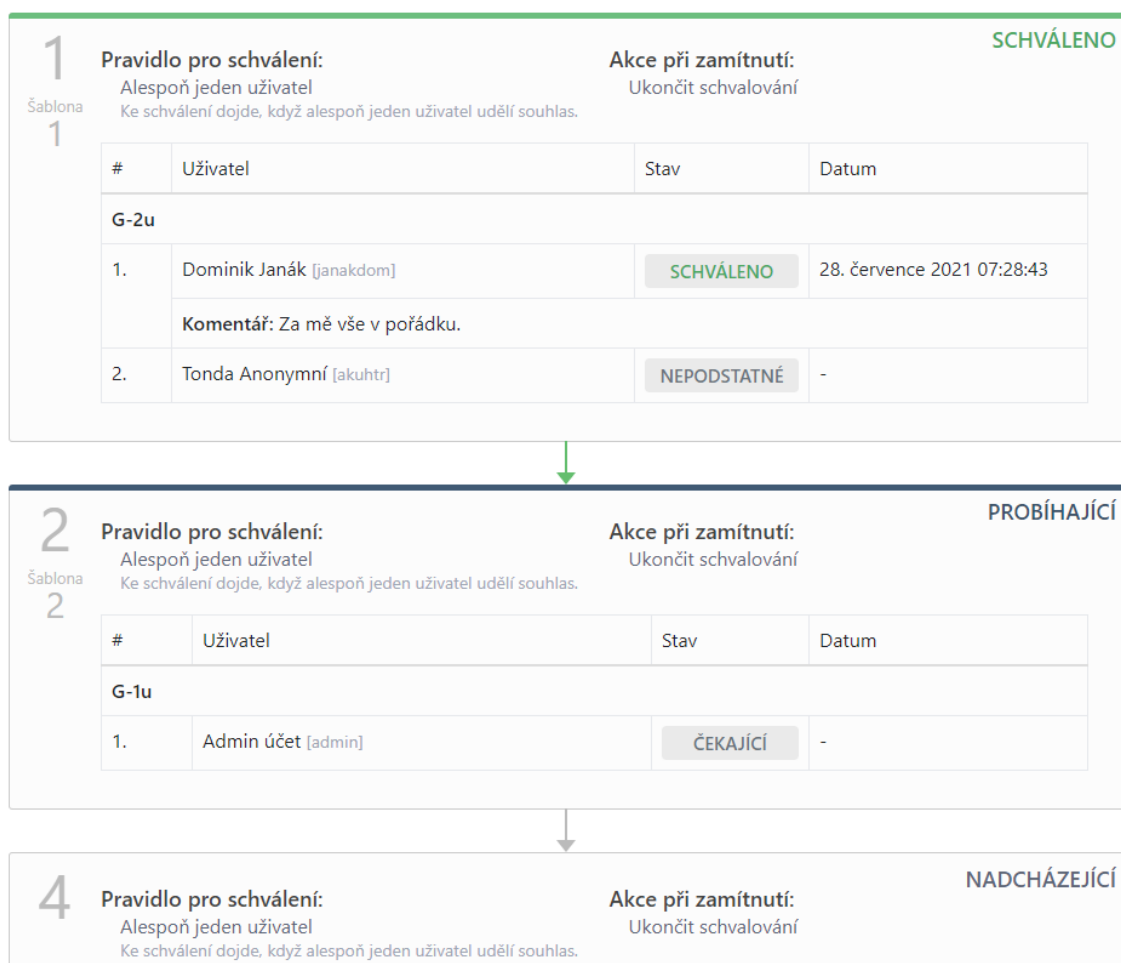 SCHVÁLENO
1
Šablona
1
Pravidlo pro schválení:
Alespoň jeden uživatel
Ke schválení dojde, když alespoň jeden uživatel udělí souhlas.
Akce při zamítnutí:
Ukončit schvalování
# Uživatel Stav Datum
G-2u
1. Dominik Janák [janakdom] SCHVÁLENO 28. července 2021 07:28:43
Komentář: Za mě vše v pořádku.
2. Tonda Anonymní [akuhtr] NEPODSTATNÉ -
PROBÍHAJÍCÍ
2
Šablona
2
Pravidlo pro schválení:
Alespoň jeden uživatel
Ke schválení dojde, když alespoň jeden uživatel udělí souhlas.
Akce při zamítnutí:
Ukončit schvalování
# Uživatel Stav Datum
G-1u
1. Admin účet [admin] ČEKAJÍCÍ -
NADCHÁZEJÍCÍ
4
Pravidlo pro schválení:
Alespoň jeden uživatel
Ke schválení dojde, když alespoň jeden uživatel udělí souhlas.
Akce při zamítnutí:
Ukončit schvalování